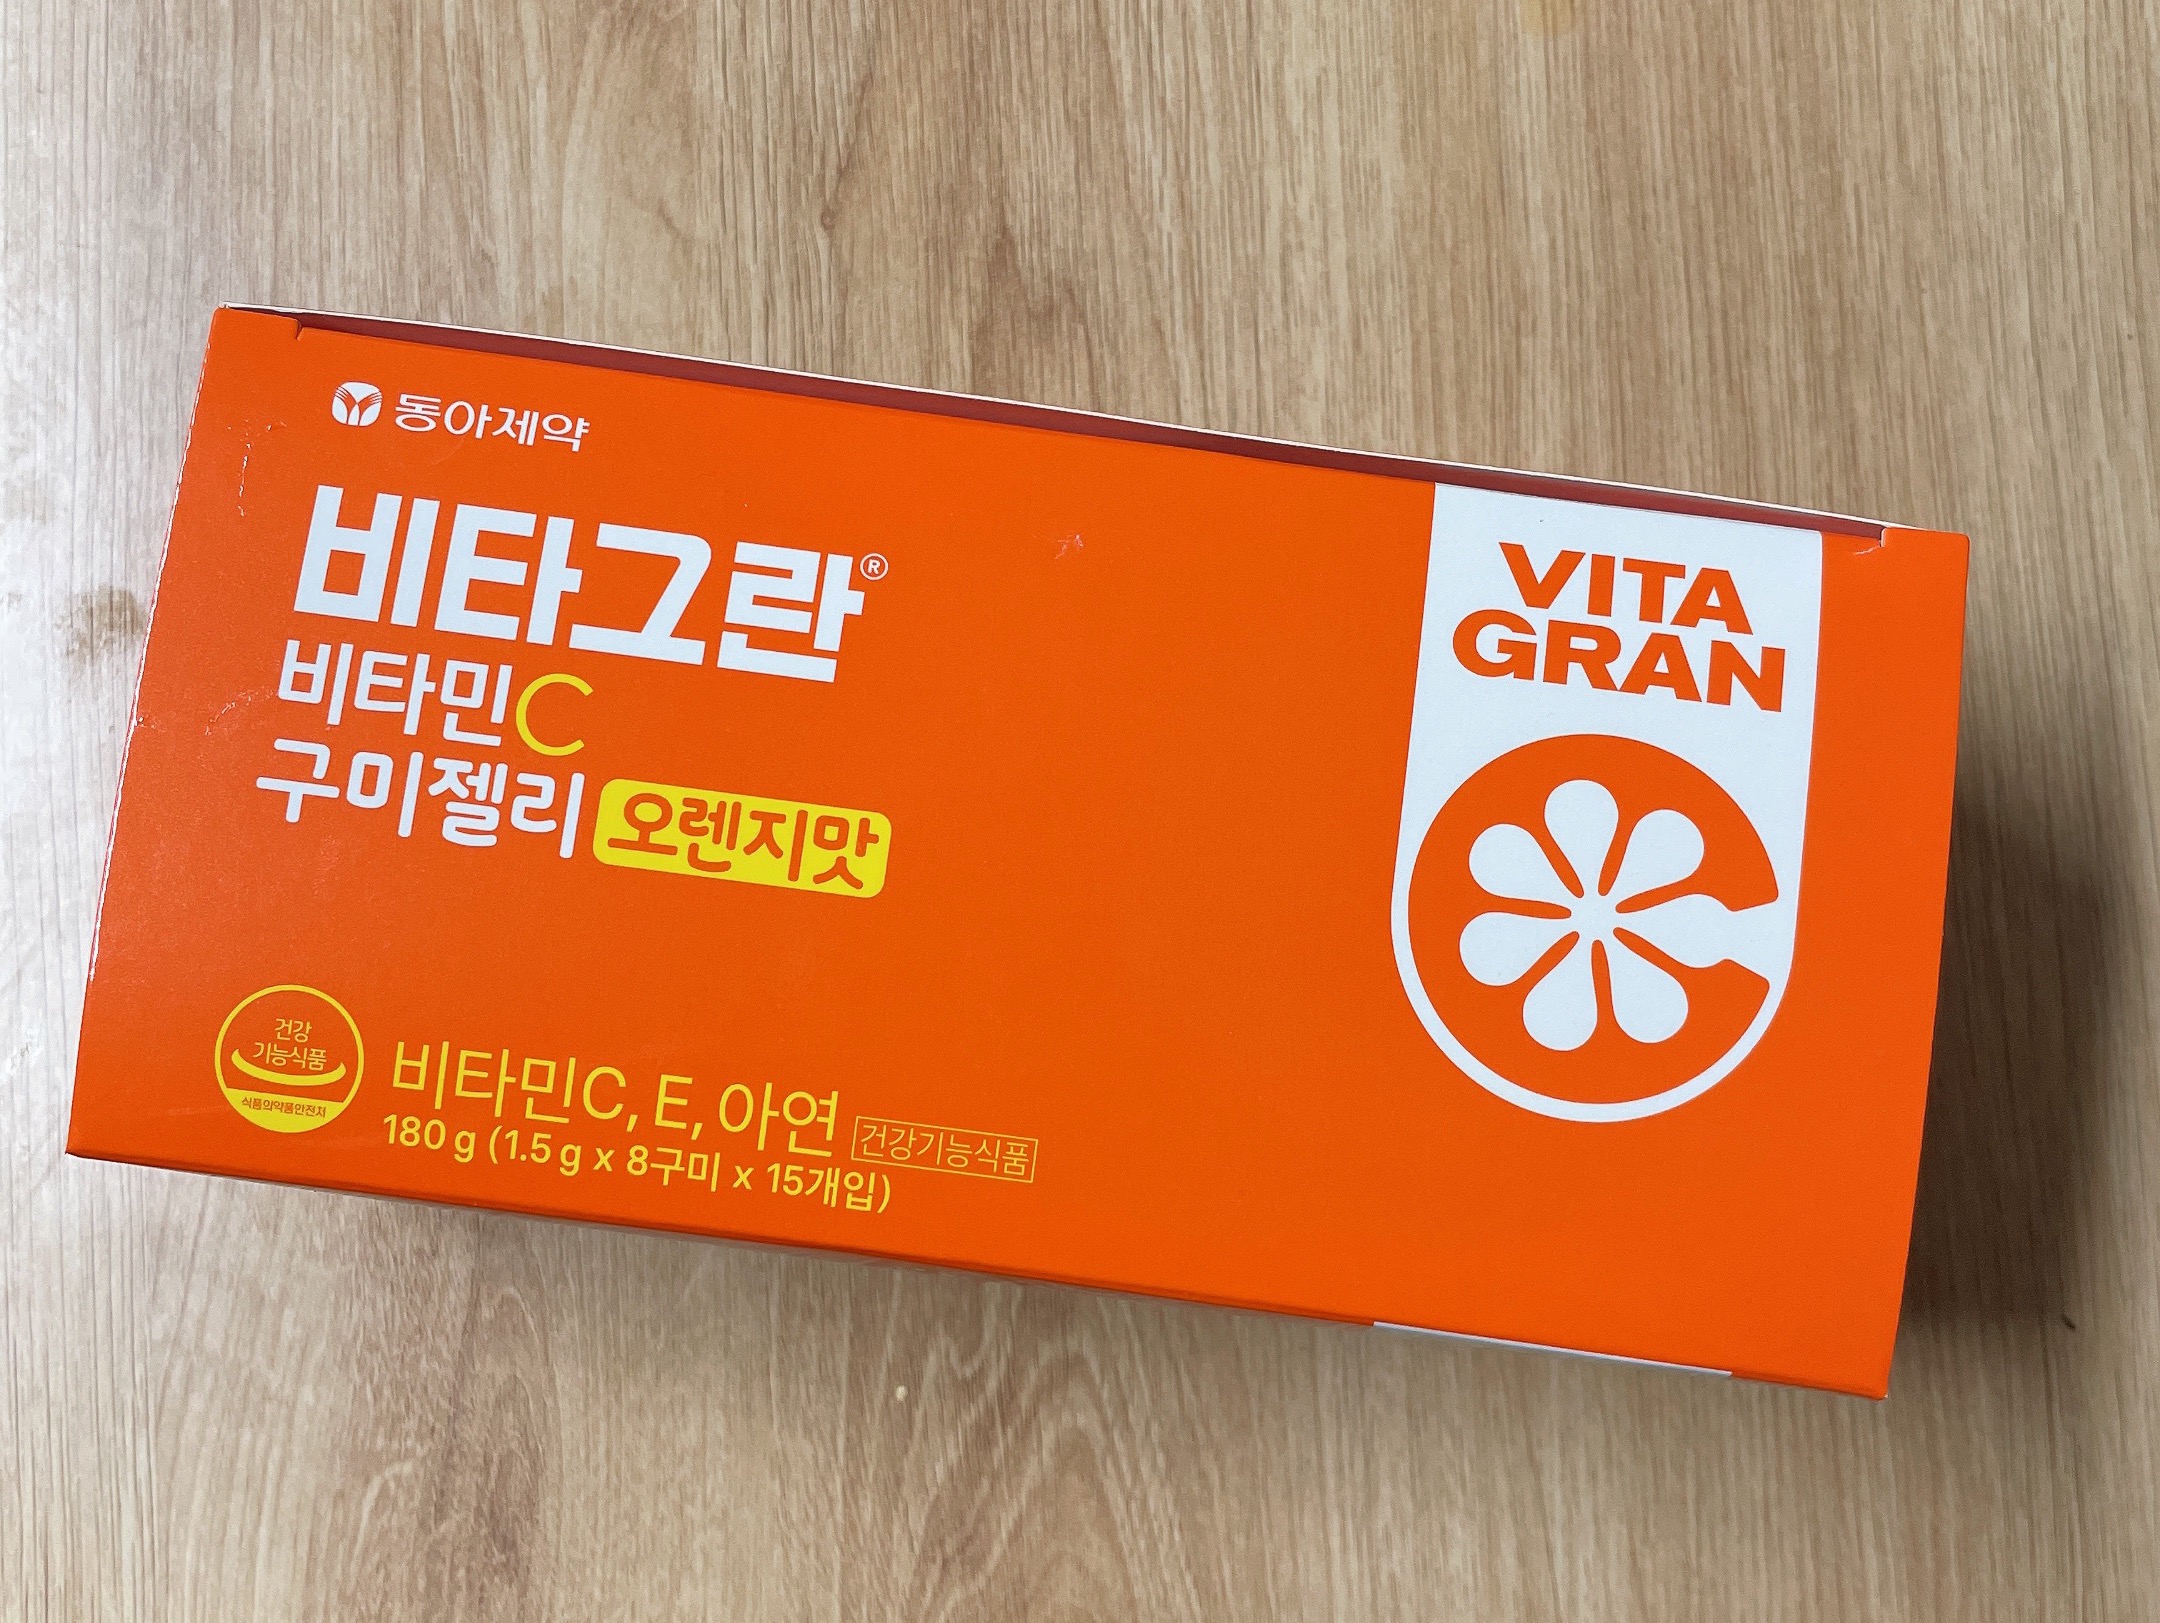 동아제약
비타그란®
비타민C
구미젤리 오렌지맛
건강
기능식품
식품의약품안전처
비타민C, E, 아연 건강기능식품
180 g (1.5 g x 8구미 x 15개입)
VITA
GRAN